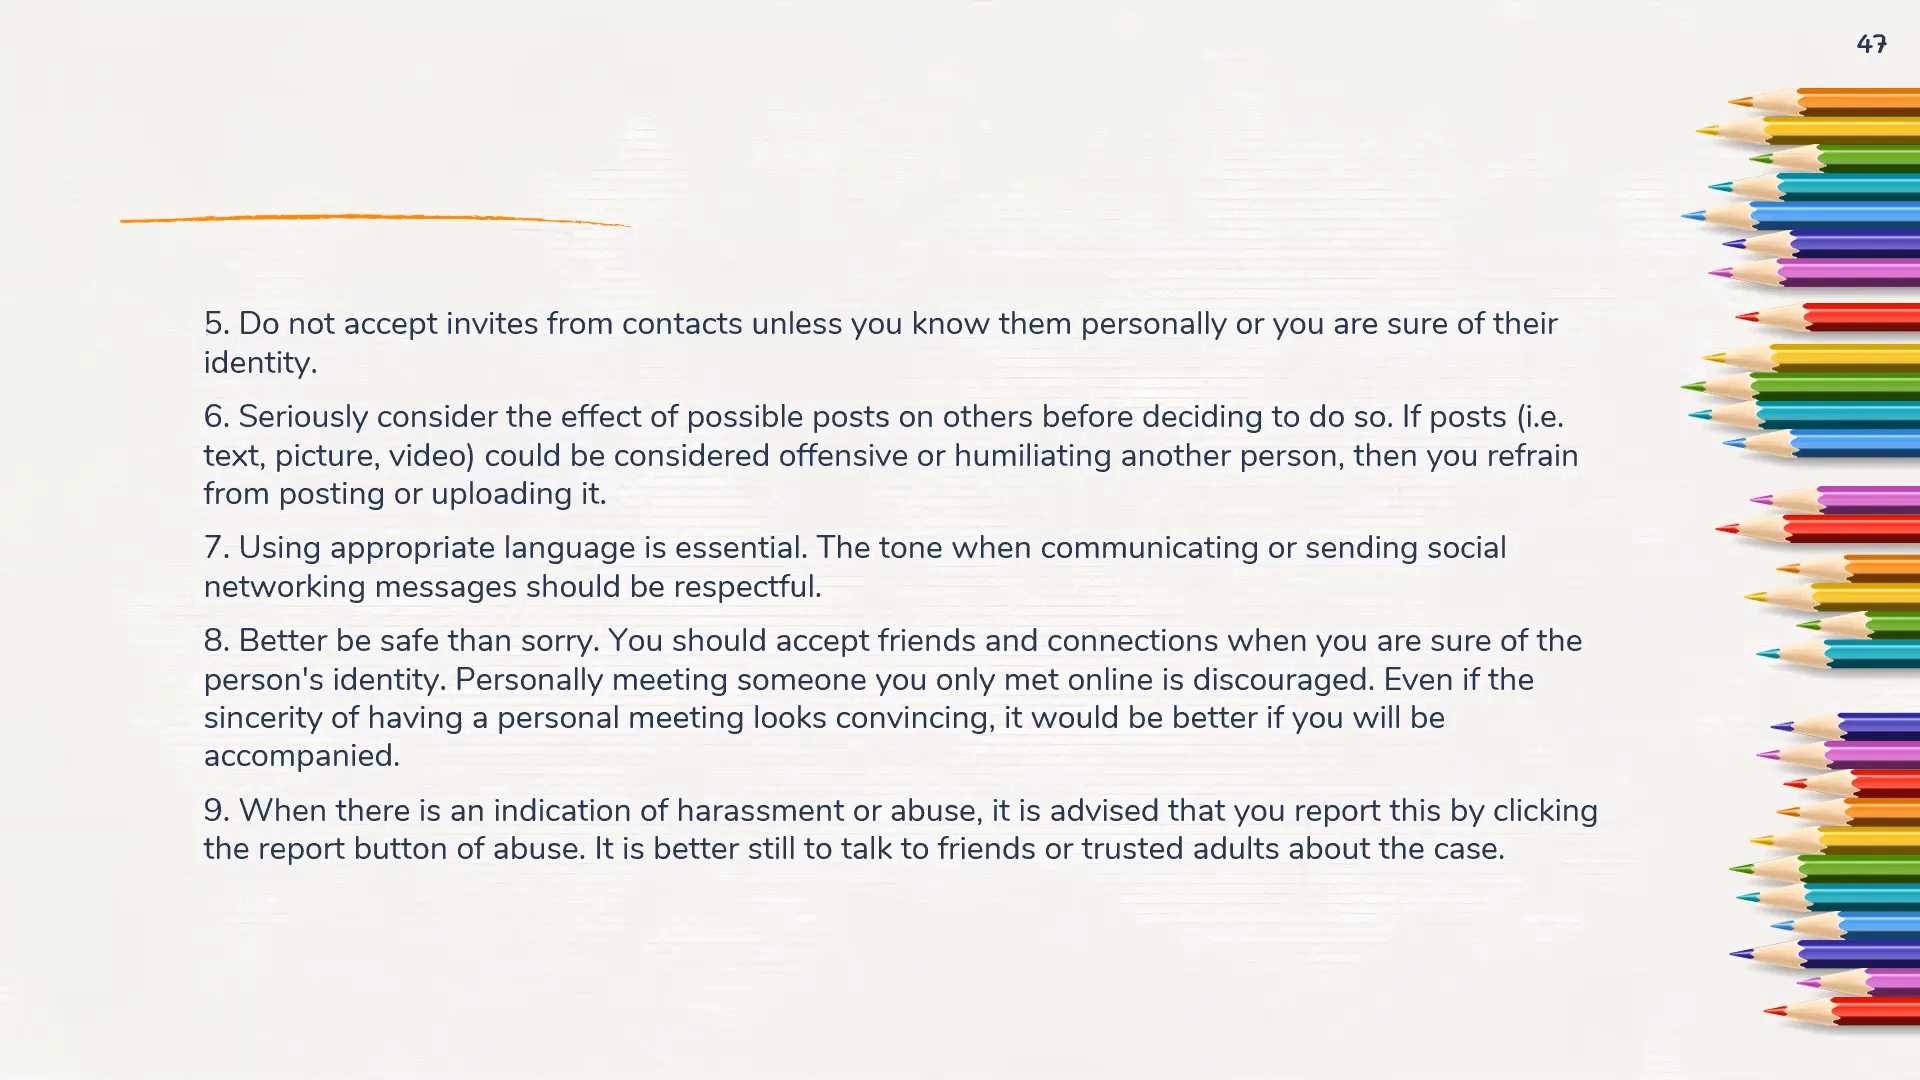 47
5. Do not accept invites from contacts unless you know them personally or you are sure of their
identity.
6. Seriously consider the effect of possible posts on others before deciding to do so. If posts (i.e.
text, picture, video) could be considered offensive or humiliating another person, then you refrain
from posting or uploading it.
7. Using appropriate language is essential. The tone when communicating or sending social
networking messages should be respectful.
8. Better be safe than sorry. You should accept friends and connections when you are sure of the
person's identity. Personally meeting someone you only met online is discouraged. Even if the
sincerity of having a personal meeting looks convincing, it would be better if you will be
accompanied.
9. When there is an indication of harassment or abuse, it is advised that you report this by clicking
the report button of abuse. It is better still to talk to friends or trusted adults about the case.